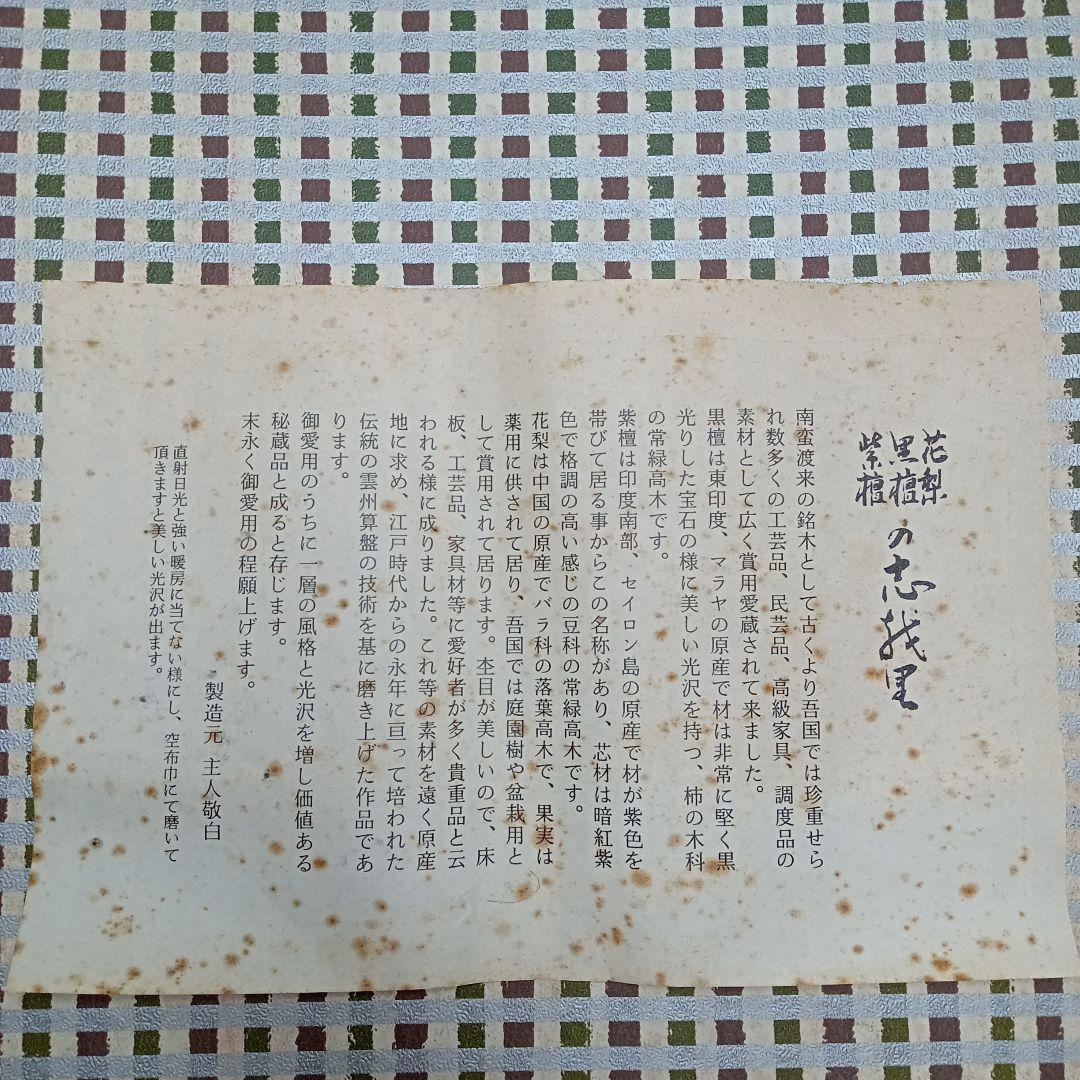 花梨
黒檀
紫檀
の志越里
南蛮渡来の銘木として古くより吾国では珍重せら
れ数多くの工芸品、民芸品、高級家具、調度品の
素材として広く賞用愛蔵されて来ました。
黒檀は東印度、マラヤの原産で材は非常に堅く黒
光りした宝石の様に美しい光沢を持つ、柿の木科
の常緑高木です。
紫檀は印度南部、セイロン島の原産で材が紫色を
帯びて居る事からこの名称があり、芯材は暗紅紫
色で格調の高い感じの豆科の常緑高木です。
花梨は中国の原産でバラ科の落葉高木で、果実は
薬用に供されて居り、吾国では庭園樹や盆栽用と
して賞用されて居ります。杢目が美しいので、床
板、工芸品、家具材等に愛好者が多く貴重品と云
われる様に成りました。これ等の素材を遠く原産
地に求め、江戸時代からの永年に亘って培われた
伝統の雲州算盤の技術を基に磨き上げた作品であ
ります。
御愛用のうちに一層の風格と光沢を増し価値ある
秘蔵品と成ると存じます。
末永く御愛用の程願上げます。
製造元 主人敬白
直射日光と強い暖房に当てない様にし、空布巾にて磨いて
頂きますと美しい光沢が出ます。